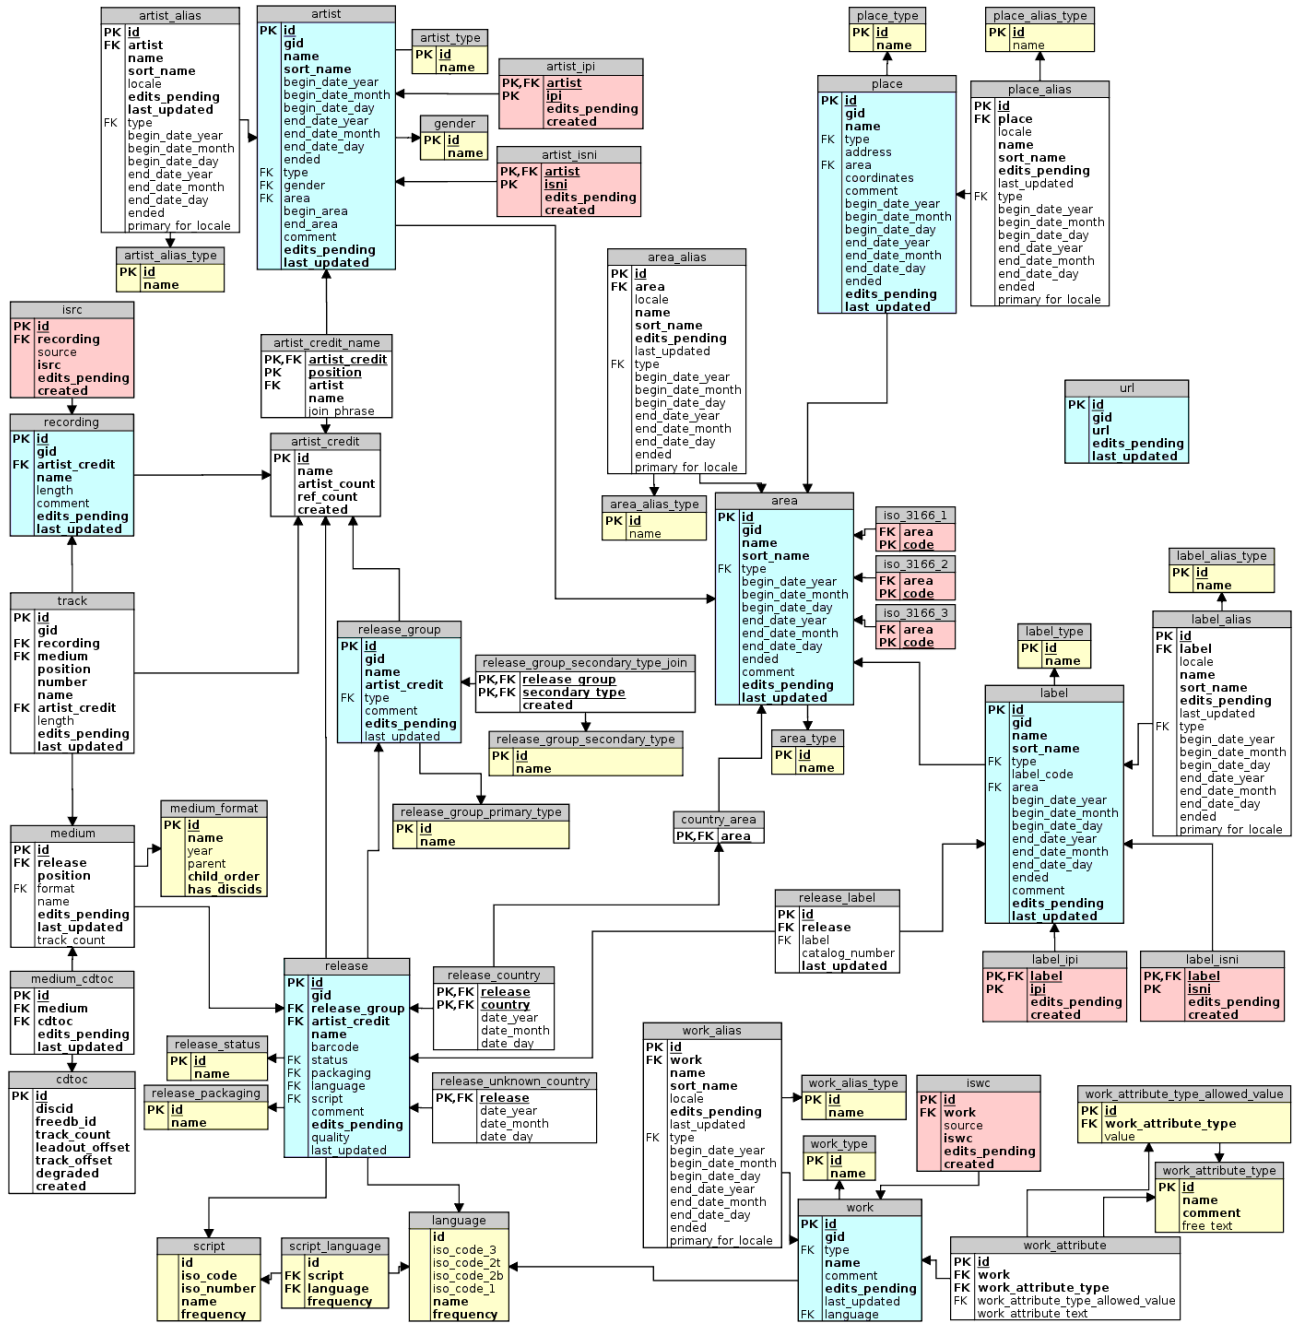 artist_alias
PK id
FK artist
name
sort_name
locale
edits_pending
last_updated
FK type
begin_date_year
begin_date_month
begin_date_day
end_date_year
end_date_month
end_date_day
ended
primary_for_locale
artist
PK id
gid
name
sort_name
begin_date_year
begin_date_month
begin_date_day
end_date_year
end_date_month
end_date_day
ended
FK type
FK gender
FK area
begin_area
end_area
comment
edits_pending
last_updated
artist_type
PK id
name
artist_ipi
PK,FK artist
PK ipi
edits_pending
created
gender
PK id
name
artist_isni
PK,FK artist
PK isni
edits_pending
created
place_type
PK id
name
place_alias_type
PK id
name
place
PK id
gid
name
FK type
address
FK area
coordinates
comment
begin_date_year
begin_date_month
begin_date_day
end_date_year
end_date_month
end_date_day
ended
edits_pending
last_updated
place_alias
PK id
FK place
locale
name
sort_name
edits_pending
last_updated
FK type
begin_date_year
begin_date_month
begin_date_day
end_date_year
end_date_month
end_date_day
ended
primary_for_locale
artist_alias_type
PK id
name
area_alias
PK id
FK area
locale
name
sort_name
edits_pending
last_updated
FK type
begin_date_year
begin_date_month
begin_date_day
end_date_year
end_date_month
end_date_day
ended
primary_for_locale
isrc
PK id
FK recording
source
isrc
edits_pending
created
artist_credit_name
PK,FK artist_credit
PK position
FK artist
name
join_phrase
url
PK id
gid
url
edits_pending
last_updated
recording
PK id
gid
FK artist_credit
name
length
comment
edits_pending
last_updated
artist_credit
PK id
name
artist_count
ref_count
created
area_alias_type
PK id
name
area
PK id
gid
name
sort_name
FK type
begin_date_year
begin_date_month
begin_date_day
end_date_year
end_date_month
end_date_day
ended
comment
edits_pending
last_updated
iso_3166_1
FK area
PK code
iso_3166_2
FK area
PK code
iso_3166_3
FK area
PK code
label_alias_type
PK id
name
track
PK id
gid
FK recording
FK medium
position
number
name
FK artist_credit
length
edits_pending
last_updated
release_group
PK id
gid
name
artist_credit
FK type
comment
edits_pending
last_updated
release_group_secondary_type_join
PK,FK release_group
PK,FK secondary_type
created
release_group_secondary_type
PK id
name
label_type
PK id
name
label_alias
PK id
FK label
locale
name
sort_name
edits_pending
last_updated
FK type
begin_date_year
begin_date_month
begin_date_day
end_date_year
end_date_month
end_date_day
ended
primary_for_locale
label
PK id
gid
name
sort_name
FK type
label_code
FK area
begin_date_year
begin_date_month
begin_date_day
end_date_year
end_date_month
end_date_day
ended
comment
edits_pending
last_updated
area_type
PK id
name
medium_format
PK id
name
year
parent
child_order
has_discids
release_group_primary_type
PK id
name
country_area
PK,FK area
medium
PK id
FK release
position
FK format
name
edits_pending
last_updated
track_count
release_label
PK id
FK release
FK label
catalog_number
last_updated
label_ipi
PK,FK label
PK ipi
edits_pending
created
label_isni
PK,FK label
PK isni
edits_pending
created
medium_cdtoc
PK id
FK medium
FK cdtoc
edits_pending
last_updated
release
PK id
gid
FK release_group
FK artist_credit
name
barcode
FK status
FK packaging
FK language
FK script
comment
edits_pending
quality
last_updated
release_country
PK,FK release
PK,FK country
date_year
date_month
date_day
release_status
PK id
name
cdtoc
PK id
discid
freedb_id
track_count
leadout_offset
track_offset
degraded
created
release_packaging
PK id
name
release_unknown_country
PK,FK release
date_year
date_month
date_day
work_alias
PK id
FK work
name
sort_name
locale
edits_pending
last_updated
FK type
begin_date_year
begin_date_month
begin_date_day
end_date_year
end_date_month
end_date_day
ended
primary_for_locale
work_alias_type
PK id
name
iswc
PK id
FK work
source
iswc
edits_pending
created
work_attribute_type_allowed_value
PK id
FK work_attribute_type
value
work_type
PK id
name
work_attribute_type
PK id
name
comment
free_text
work
PK id
gid
FK type
name
comment
edits_pending
last_updated
FK language
work_attribute
PK id
FK work
FK work_attribute_type
FK work_attribute_type_allowed_value
work_attribute_text
script
id
iso_code
iso_number
name
frequency
script_language
id
FK script
FK language
frequency
language
id
iso_code_3
iso_code_2t
iso_code_2b
iso_code_1
name
frequency